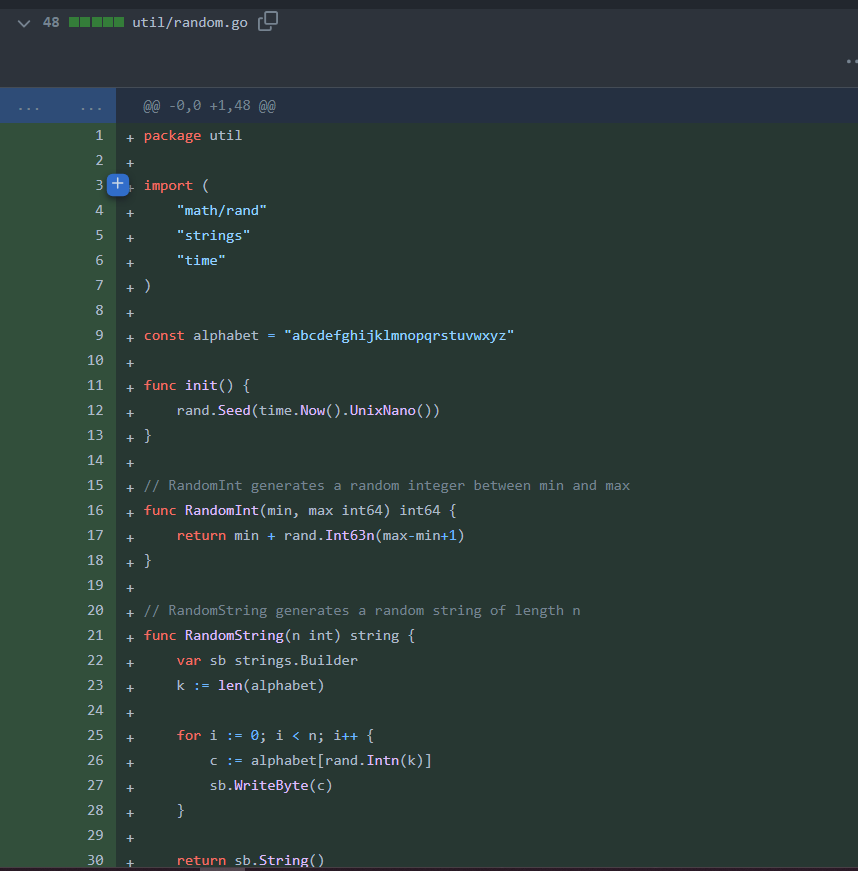 48 util/random.go
... ... @@ -0,0 +1,48 @@
1 + package util
2 +
3 + import (
4 + "math/rand"
5 + "strings"
6 + "time"
7 + )
8 +
9 + const alphabet = "abcdefghijklmnopqrstuvwxyz"
10 +
11 + func init() {
12 + rand.Seed(time.Now().UnixNano())
13 + }
14 +
15 + // RandomInt generates a random integer between min and max
16 + func RandomInt(min, max int64) int64 {
17 + return min + rand.Int63n(max-min+1)
18 + }
19 +
20 + // RandomString generates a random string of length n
21 + func RandomString(n int) string {
22 + var sb strings.Builder
23 + k := len(alphabet)
24 +
25 + for i := 0; i < n; i++ {
26 + c := alphabet[rand.Intn(k)]
27 + sb.WriteByte(c)
28 + }
29 +
30 + return sb.String()